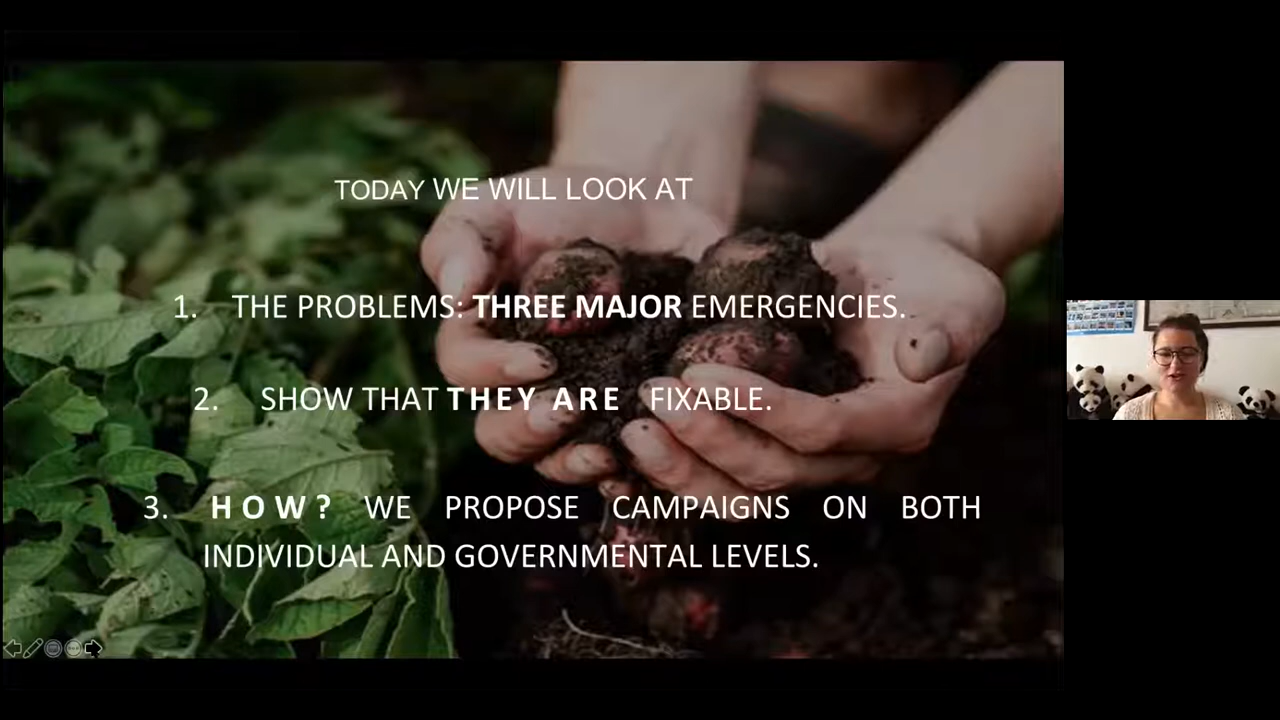 TODAY WE WILL LOOK AT
1. THE PROBLEMS: THREE MAJOR EMERGENCIES.
2. SHOW THAT THEY ARE FIXABLE.
3. HOW? WE PROPOSE CAMPAIGNS ON BOTH
INDIVIDUAL AND GOVERNMENTAL LEVELS.